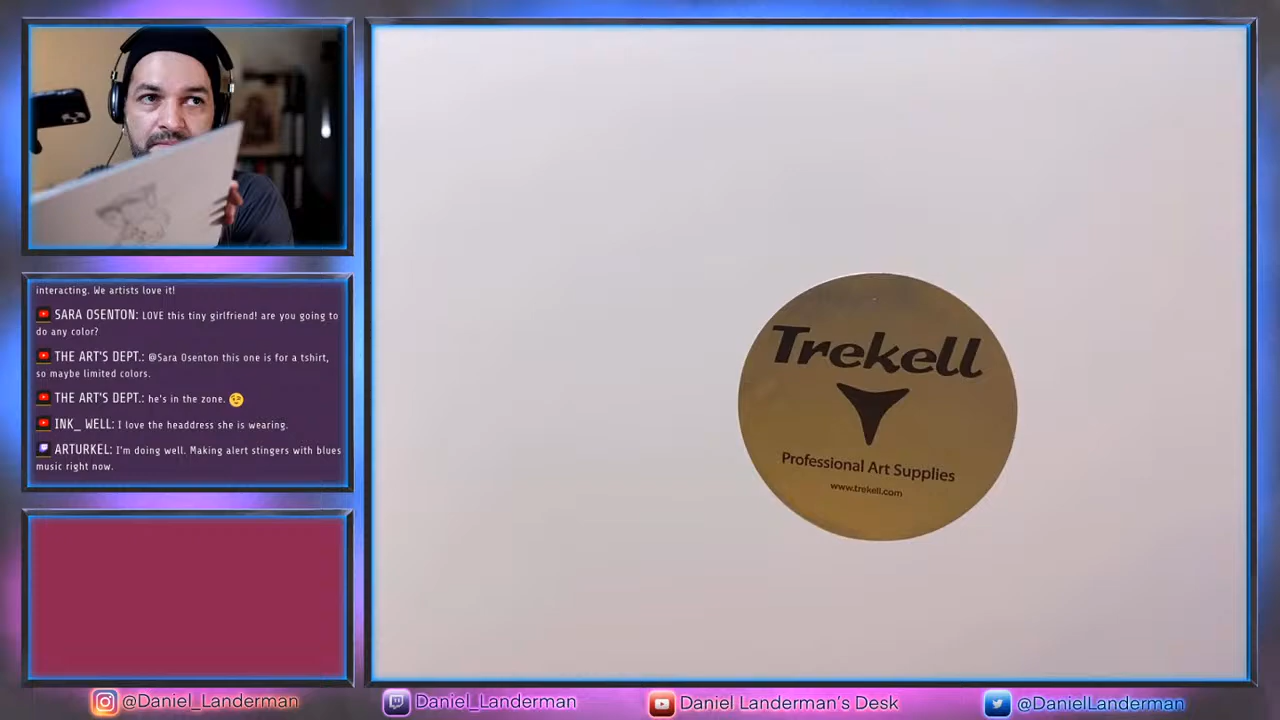 interacting. We artists love it!
SARA OSENTON: LOVE this tiny girlfriend! are you going to
do any color?
THE ART'S DEPT.: @Sara Osenton this one is for a tshirt,
so maybe limited colors.
THE ART'S DEPT.: he's in the zone. 😉
INK_ WELL: I love the headdress she is wearing.
ARTURKEL: I'm doing well. Making alert stingers with blues
music right now.
Trekell
Professional Art Supplies
www.trekell.com
@Daniel_Landerman
Daniel_Landerman
Daniel Landerman's Desk
@DanielLanderman